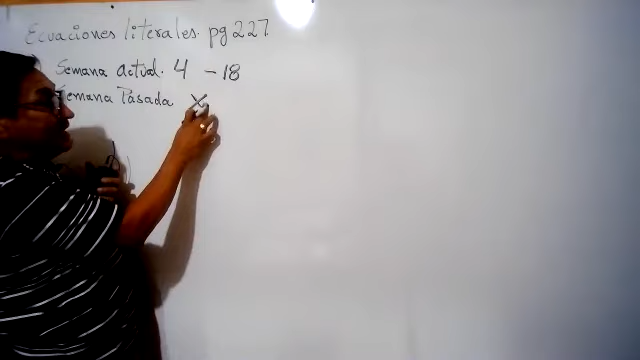 Ecuaciones literales. pg 227
Semana actual. 4 - 18
Semana Pasada X